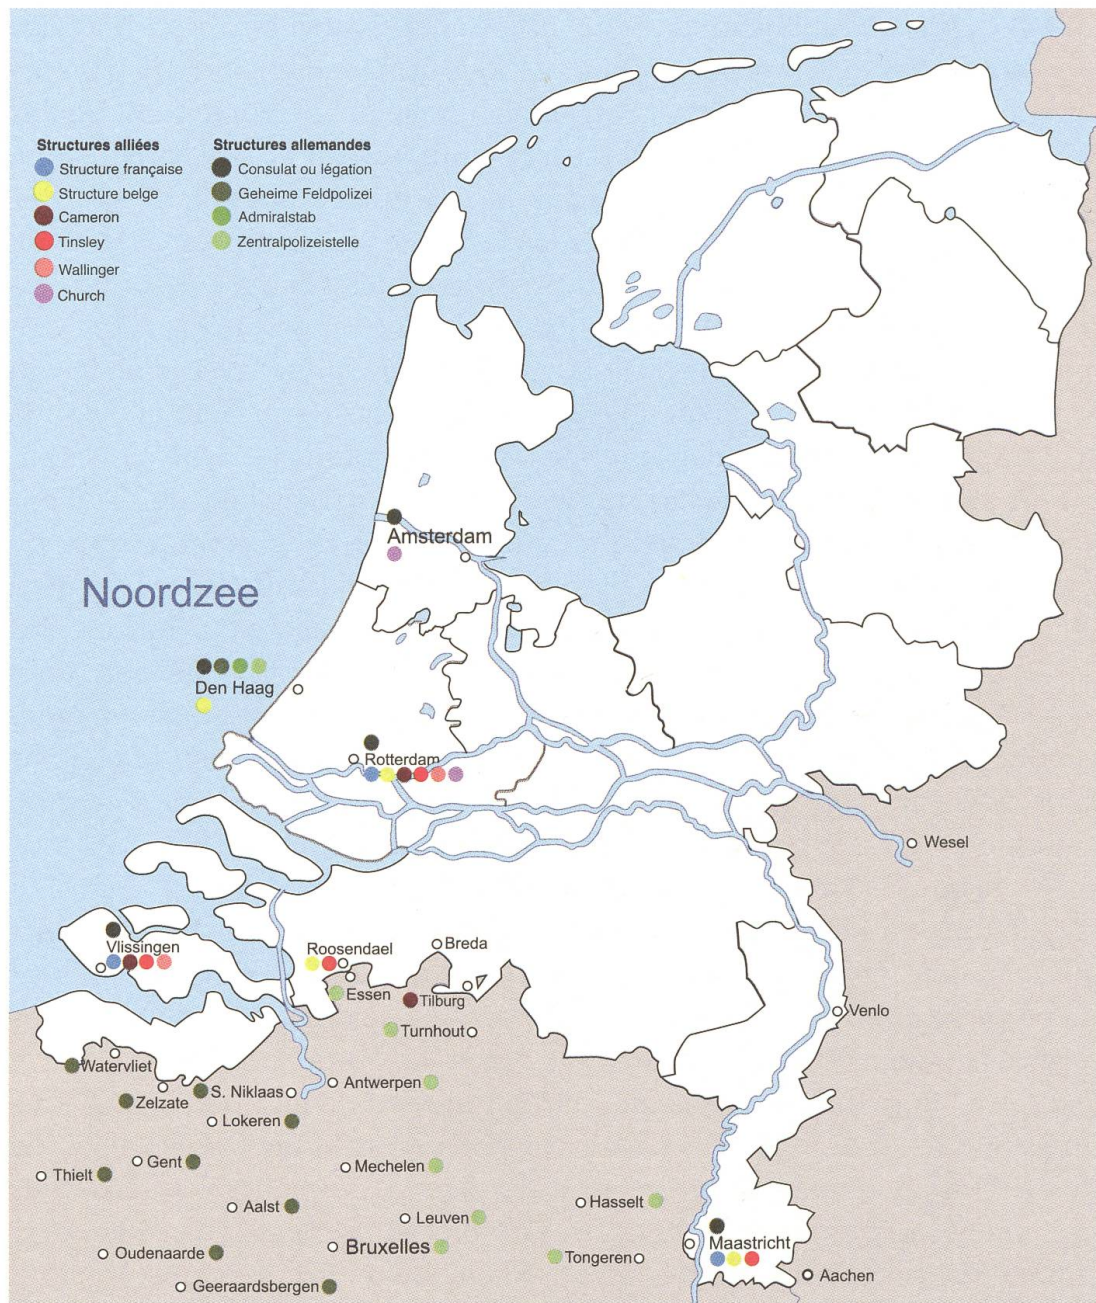 Structures alliées
Structure française
Structure belge
Cameron
Tinsley
Wallinger
Church
Structures allemandes
Consulat ou légation
Geheime Feldpolizei
Admiralstab
Zentralpolizeistelle
Amsterdam
Noordzee
Den Haag
Rotterdam
Wesel
Vlissingen
Roosendael
Breda
Essen
Tilburg
Turnhout
Venlo
Watervliet
Zelzate
S. Niklaas
Antwerpen
Lokeren
Thielt
Gent
Mechelen
Aalst
Leuven
Hasselt
Oudenaarde
Bruxelles
Tongeren
Maastricht
Geeraardsbergen
Aachen